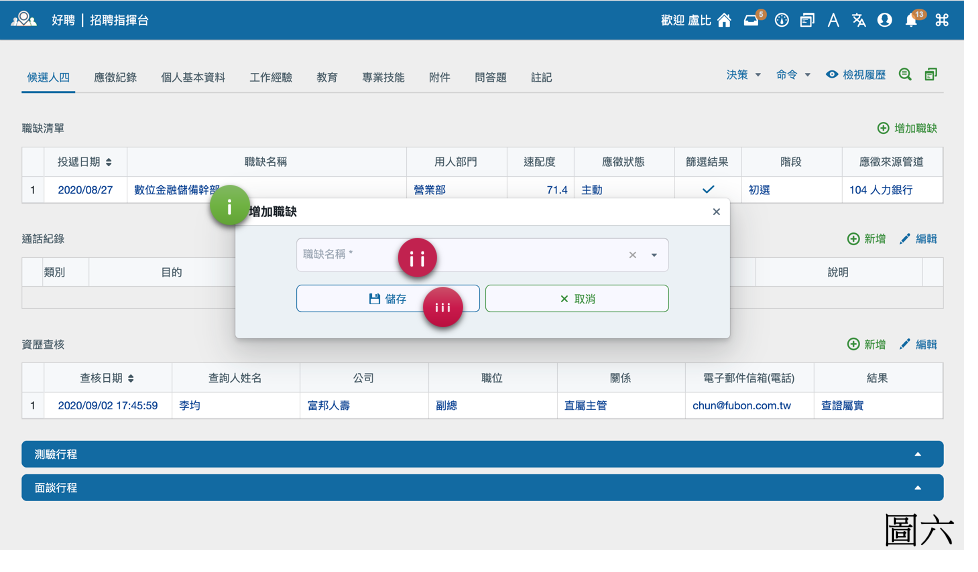 好聘 | 招聘指揮台 歡迎 盧比 5 13
候選人四 應徵紀錄 個人基本資料 工作經驗 教育 專業技能 附件 問答題 註記 決策 命令 檢視履歷
職缺清單 增加職缺
投遞日期 職缺名稱 用人部門 速配度 應徵狀態 篩選結果 階段 應徵來源管道
1 2020/08/27 數位金融儲備幹部 營業部 71.4 主動 初選 104 人力銀行
i 增加職缺 ×
通話紀錄 新增 編輯
類別 目的 說明
職缺名稱 * ii
儲存 iii × 取消
資歷查核 新增 編輯
查核日期 查詢人姓名 公司 職位 關係 電子郵件信箱(電話) 結果
1 2020/09/02 17:45:59 李均 富邦人壽 副總 直屬主管 chun@fubon.com.tw 查證屬實
測驗行程
面談行程
圖六